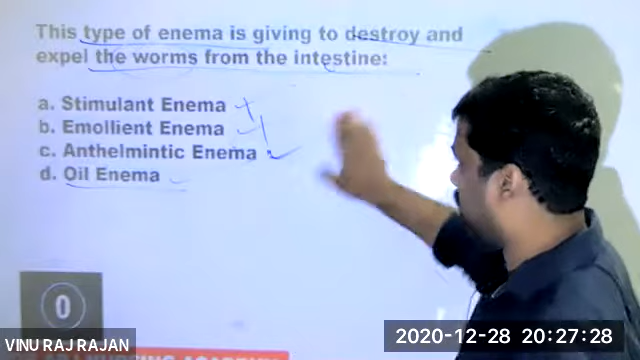 This type of enema is giving to destroy and
expel the worms from the intestine:
a. Stimulant Enema
b. Emollient Enema
c. Anthelmintic Enema
d. Oil Enema
0
VINU RAJ RAJAN
2020-12-28 20:27:28